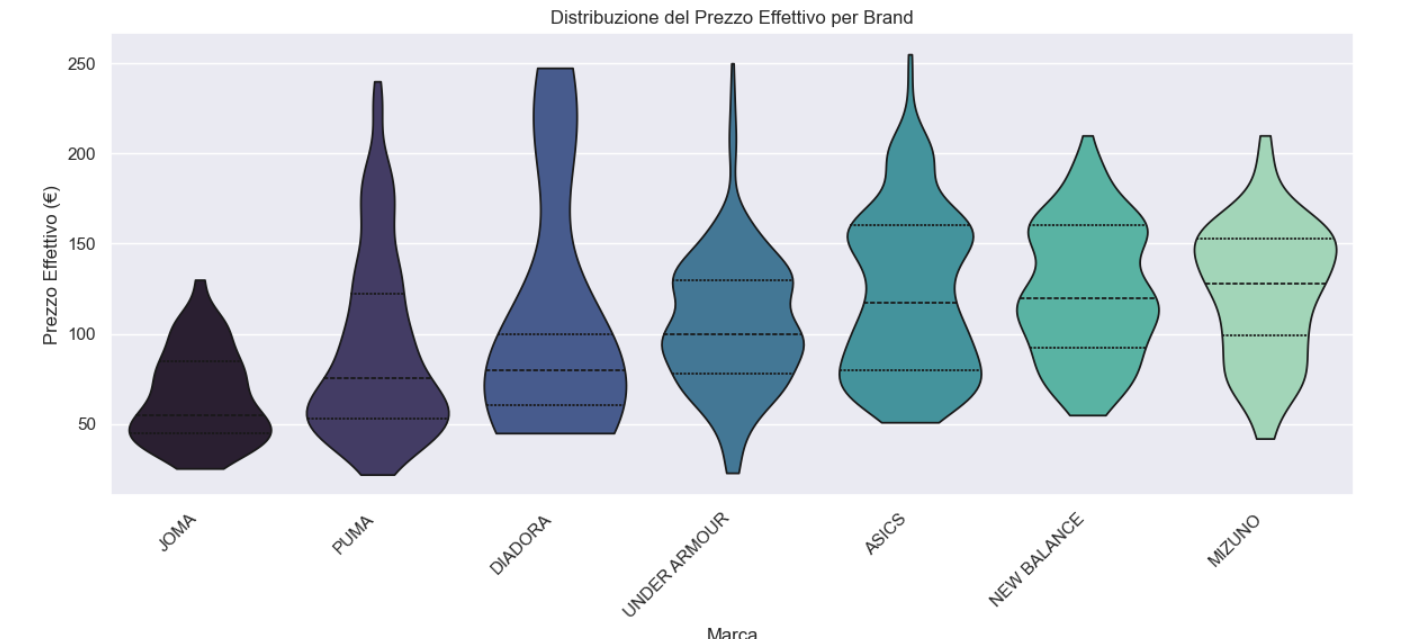 Distribuzione del Prezzo Effettivo per Brand
Prezzo Effettivo (€)
250
200
150
100
50
JOMA
PUMA
DIADORA
UNDER ARMOUR
ASICS
NEW BALANCE
MIZUNO
Marca